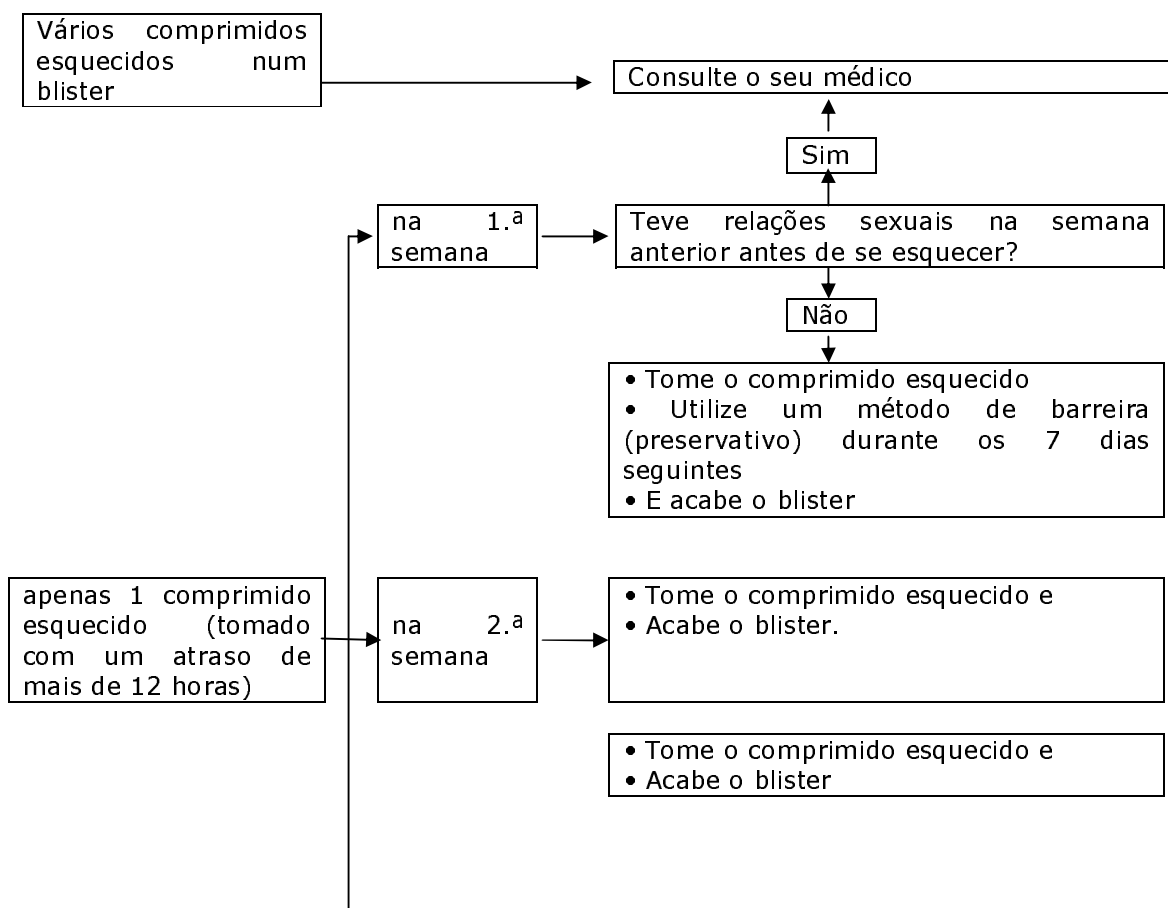 Vários comprimidos
esquecidos num
blister
Consulte o seu médico
Sim
na 1.ª
semana
Teve relações sexuais na semana
anterior antes de se esquecer?
Não
• Tome o comprimido esquecido
• Utilize um método de barreira
(preservativo) durante os 7 dias
seguintes
• E acabe o blister
apenas 1 comprimido
esquecido (tomado
com um atraso de
mais de 12 horas)
na 2.ª
semana
• Tome o comprimido esquecido e
• Acabe o blister.
• Tome o comprimido esquecido e
• Acabe o blister